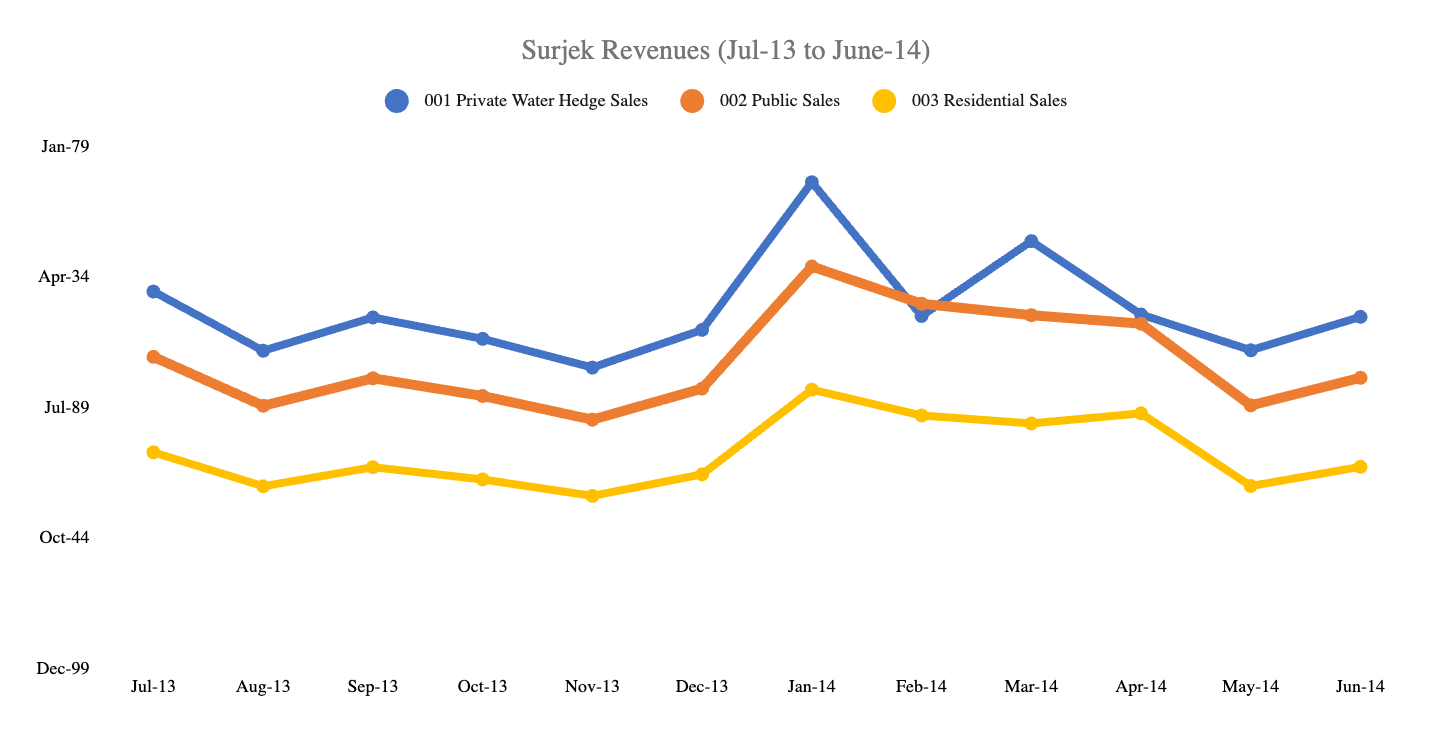 Surjek Revenues (Jul-13 to June-14)
001 Private Water Hedge Sales 002 Public Sales 003 Residential Sales
Jan-79
Apr-34
Jul-89
Oct-44
Dec-99
Jul-13 Aug-13 Sep-13 Oct-13 Nov-13 Dec-13 Jan-14 Feb-14 Mar-14 Apr-14 May-14 Jun-14